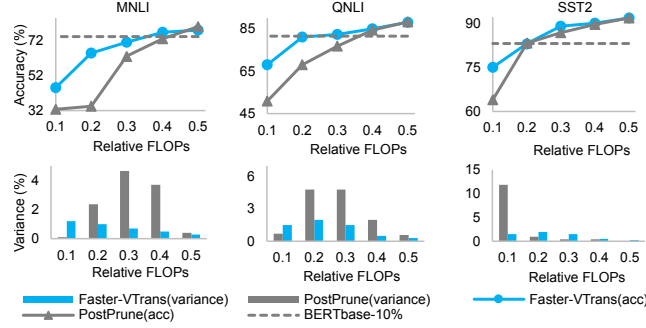 MNLI
QNLI
SST2
Accuracy (%)
72
52
32
0.1 0.2 0.3 0.4 0.5
Relative FLOPs
85
65
45
0.1 0.2 0.3 0.4 0.5
Relative FLOPs
90
75
60
0.1 0.2 0.3 0.4 0.5
Relative FLOPs
Variance (%)
4
2
0
0.1 0.2 0.3 0.4 0.5
Relative FLOPs
6
3
0
0.1 0.2 0.3 0.4 0.5
Relative FLOPs
15
10
5
0
0.1 0.2 0.3 0.4 0.5
Relative FLOPs
Faster-VTrans(variance)
PostPrune(variance)
Faster-VTrans(acc)
PostPrune(acc)
BERTbase-10%